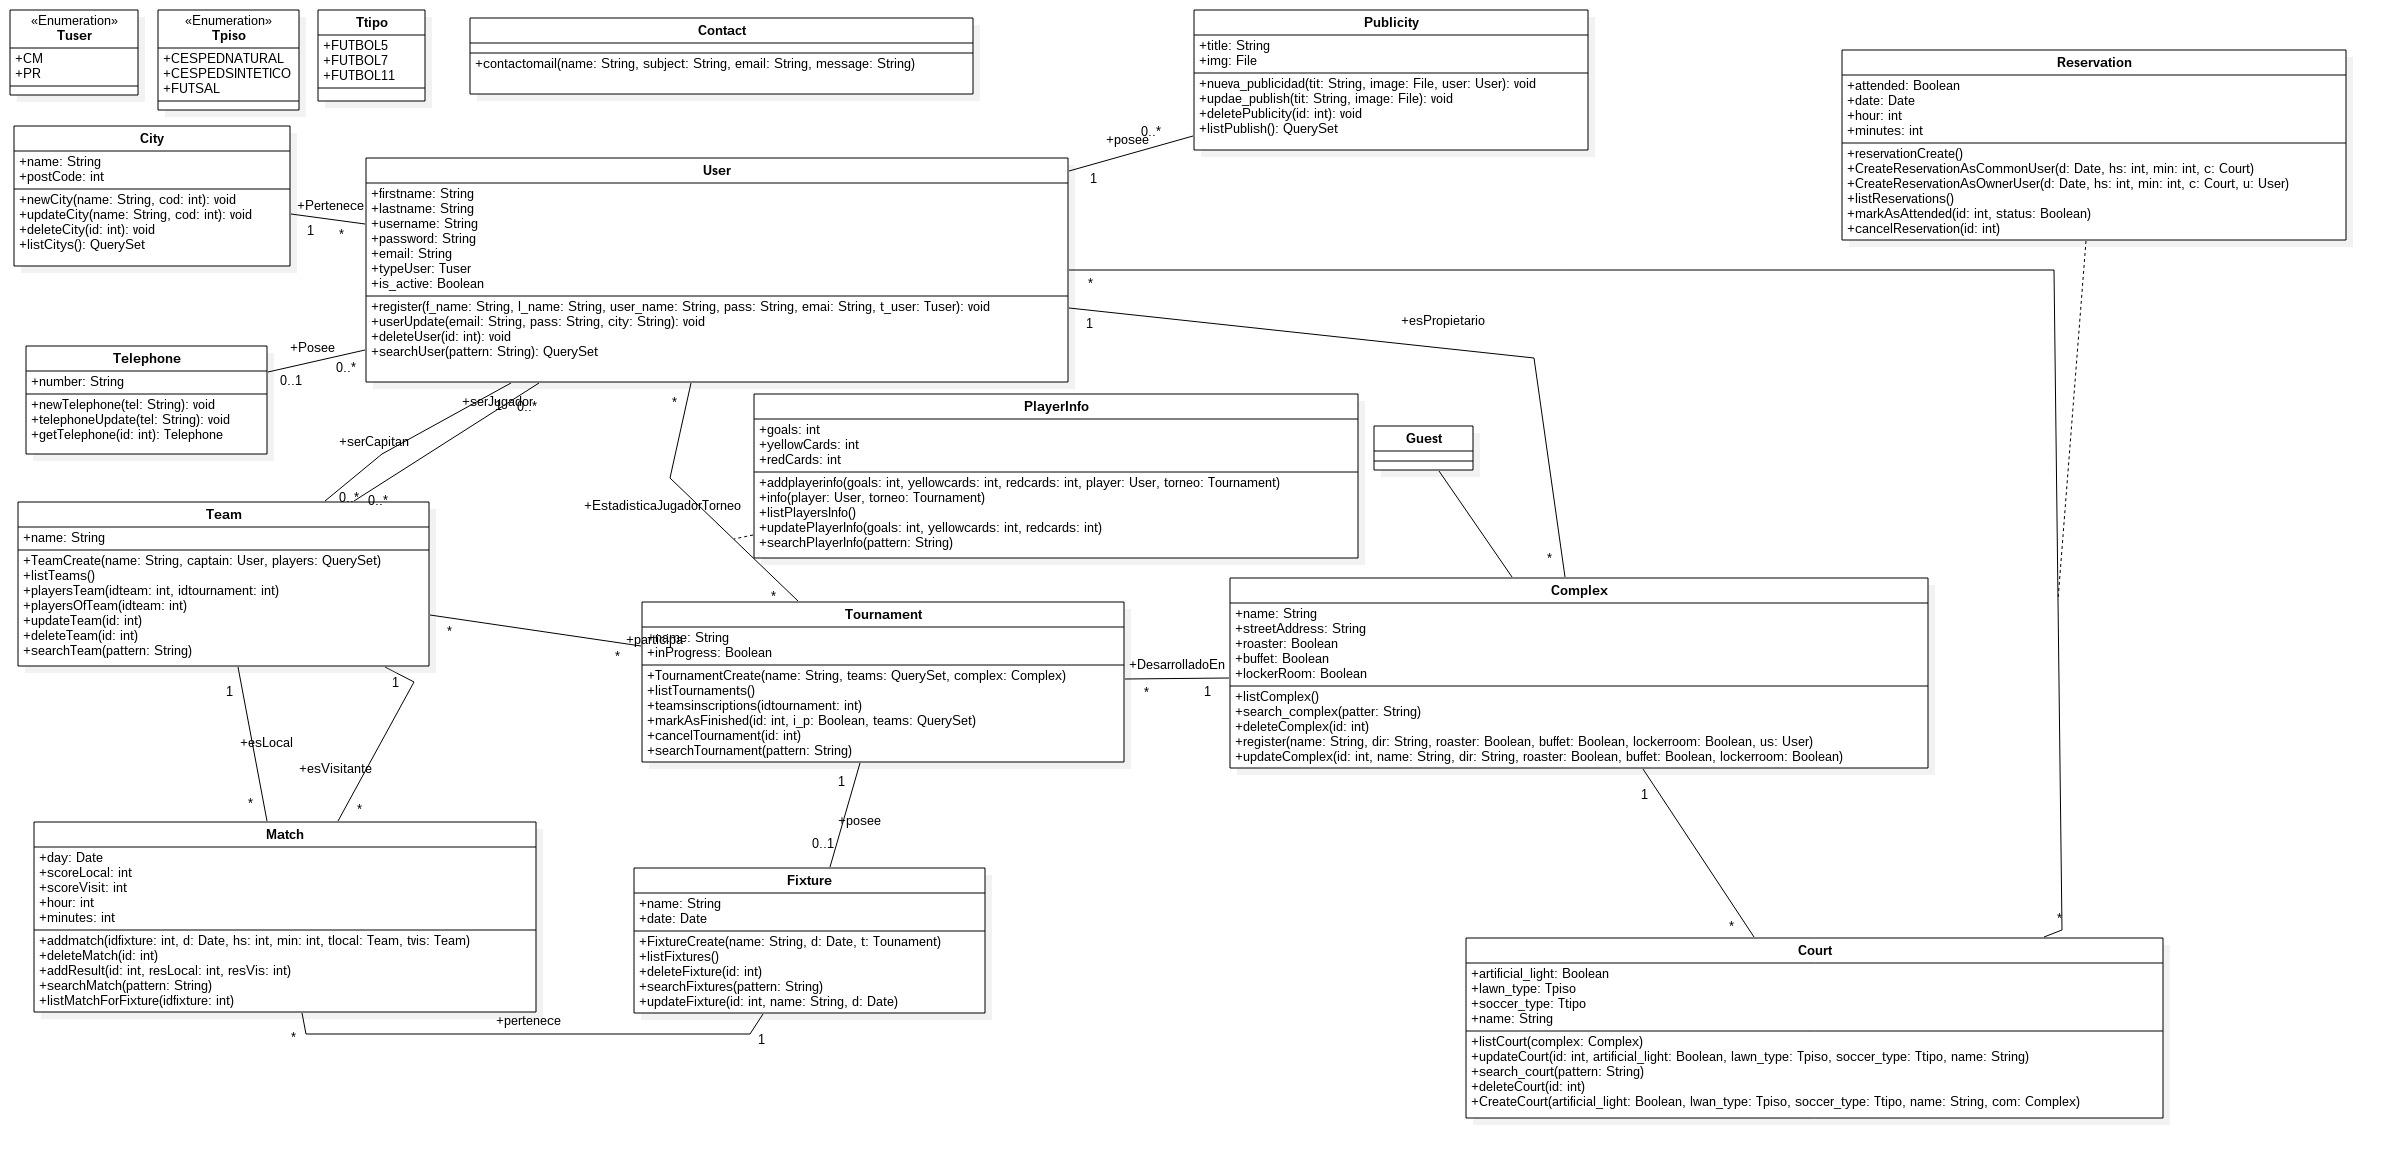 «Enumeration»
Tuser
+CM
+PR
«Enumeration»
Tpiso
+CESPEDNATURAL
+CESPEDSINTETICO
+FUTSAL
Ttipo
+FUTBOL5
+FUTBOL7
+FUTBOL11
Contact
+contactomail(name: String, subject: String, email: String, message: String)
Publicity
+title: String
+img: File
+nueva_publicidad(tit: String, image: File, user: User): void
+updae_publish(tit: String, image: File): void
+deletePublicity(id: int): void
+listPublish(): QuerySet
Reservation
+attended: Boolean
+date: Date
+hour: int
+minutes: int
+reservationCreate()
+CreateReservationAsCommonUser(d: Date, hs: int, min: int, c: Court)
+CreateReservationAsOwnerUser(d: Date, hs: int, min: int, c: Court, u: User)
+listReservations()
+markAsAttended(id: int, status: Boolean)
+cancelReservation(id: int)
City
+name: String
+postCode: int
+newCity(name: String, cod: int): void
+updateCity(name: String, cod: int): void
+deleteCity(id: int): void
+listCitys(): QuerySet
+Pertenece
1
*
User
+firstname: String
+lastname: String
+username: String
+password: String
+email: String
+typeUser: Tuser
+is_active: Boolean
+register(f_name: String, l_name: String, user_name: String, pass: String, emai: String, t_user: Tuser): void
+userUpdate(email: String, pass: String, city: String): void
+deleteUser(id: int): void
+searchUser(pattern: String): QuerySet
0..*
+posee
1
*
1
+esPropietario
*
Telephone
+number: String
+newTelephone(tel: String): void
+telephoneUpdate(tel: String): void
+getTelephone(id: int): Telephone
+Posee
0..*
0..1
+serJugador
1
0..*
+serCapitan
0..*
0..*
*
+EstadisticaJugadorTorneo
*
PlayerInfo
+goals: int
+yellowCards: int
+redCards: int
+addplayerinfo(goals: int, yellowcards: int, redcards: int, player: User, torneo: Tournament)
+info(player: User, torneo: Tournament)
+listPlayersInfo()
+updatePlayerInfo(goals: int, yellowcards: int, redcards: int)
+searchPlayerInfo(pattern: String)
Guest
Team
+name: String
+TeamCreate(name: String, captain: User, players: QuerySet)
+listTeams()
+playersTeam(idteam: int, idtournament: int)
+playersOfTeam(idteam: int)
+updateTeam(id: int)
+deleteTeam(id: int)
+searchTeam(pattern: String)
*
+participa
*
Tournament
+name: String
+inProgress: Boolean
+TournamentCreate(name: String, teams: QuerySet, complex: Complex)
+listTournaments()
+teamsinscriptions(idtournament: int)
+markAsFinished(id: int, i_p: Boolean, teams: QuerySet)
+cancelTournament(id: int)
+searchTournament(pattern: String)
+DesarrolladoEn
*
1
Complex
+name: String
+streetAddress: String
+roaster: Boolean
+buffet: Boolean
+lockerRoom: Boolean
+listComplex()
+search_complex(patter: String)
+deleteComplex(id: int)
+register(name: String, dir: String, roaster: Boolean, buffet: Boolean, lockerroom: Boolean, us: User)
+updateComplex(id: int, name: String, dir: String, roaster: Boolean, buffet: Boolean, lockerroom: Boolean)
1
1
+esLocal
+esVisitante
*
*
1
+posee
0..1
1
*
*
Match
+day: Date
+scoreLocal: int
+scoreVisit: int
+hour: int
+minutes: int
+addmatch(idfixture: int, d: Date, hs: int, min: int, tlocal: Team, tvis: Team)
+deleteMatch(id: int)
+addResult(id: int, resLocal: int, resVis: int)
+searchMatch(pattern: String)
+listMatchForFixture(idfixture: int)
Fixture
+name: String
+date: Date
+FixtureCreate(name: String, d: Date, t: Tounament)
+listFixtures()
+deleteFixture(id: int)
+searchFixtures(pattern: String)
+updateFixture(id: int, name: String, d: Date)
*
+pertenece
1
Court
+artificial_light: Boolean
+lawn_type: Tpiso
+soccer_type: Ttipo
+name: String
+listCourt(complex: Complex)
+updateCourt(id: int, artificial_light: Boolean, lawn_type: Tpiso, soccer_type: Ttipo, name: String)
+search_court(pattern: String)
+deleteCourt(id: int)
+CreateCourt(artificial_light: Boolean, lwan_type: Tpiso, soccer_type: Ttipo, name: String, com: Complex)